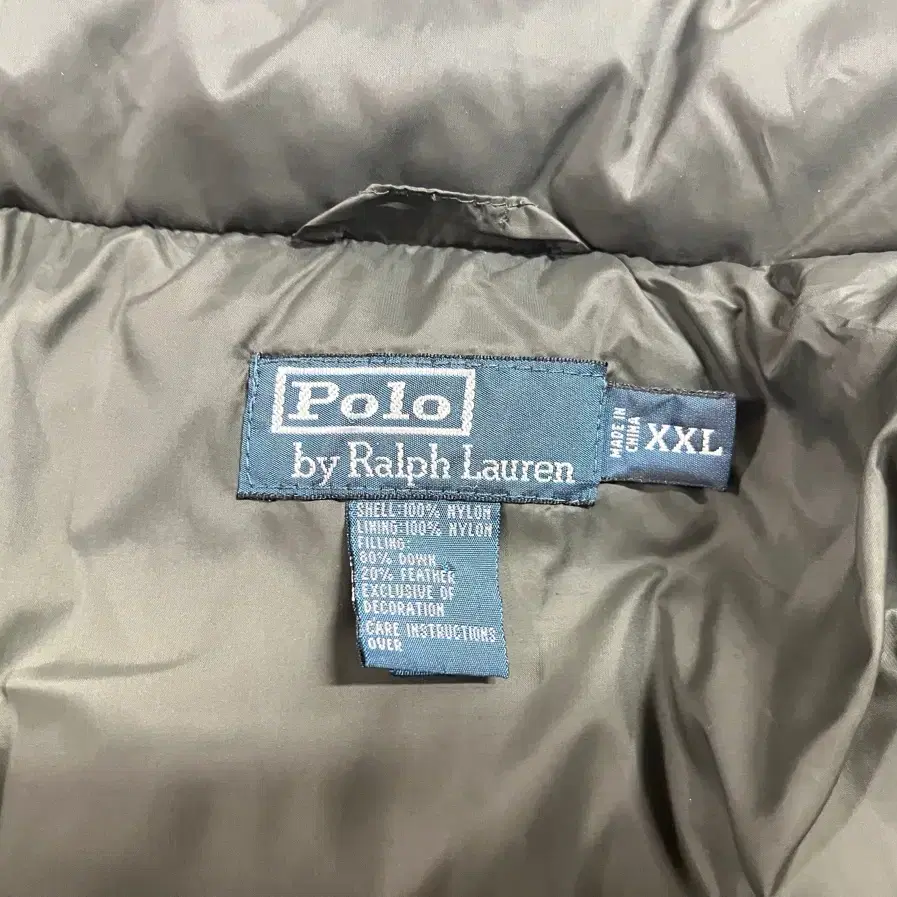 Polo
by Ralph Lauren
MADE IN
CHINA
XXL
SHELL 100% NYLON
LINING 100% NYLON
FILLING:
80% DOWN
20% FEATHER
EXCLUSIVE OF
DECORATION
CARE INSTRUCTIONS
OVER